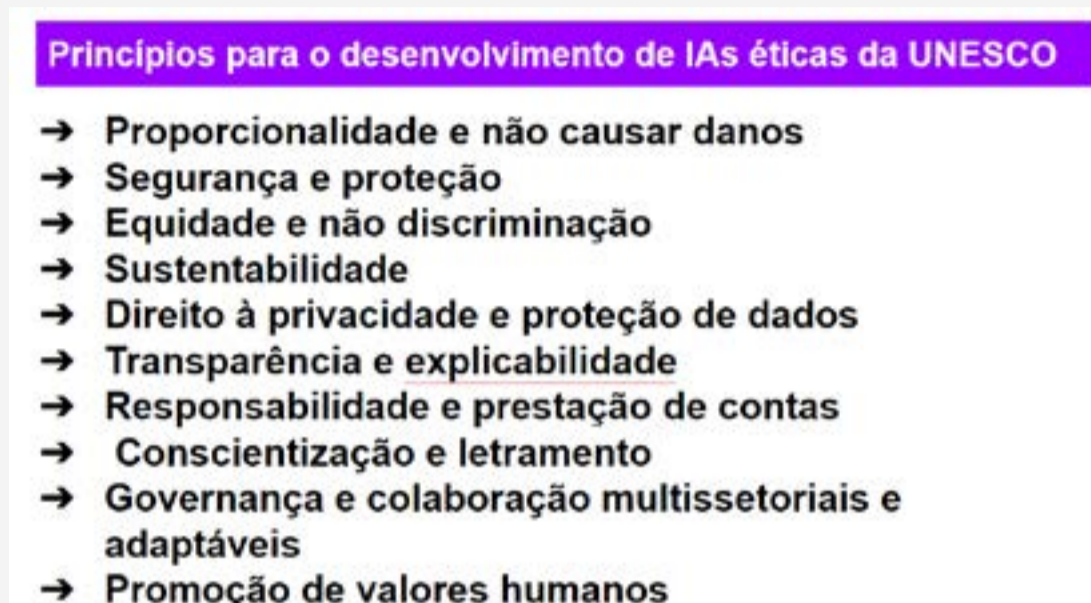 Princípios para o desenvolvimento de IAs éticas da UNESCO
➔ Proporcionalidade e não causar danos
➔ Segurança e proteção
➔ Equidade e não discriminação
➔ Sustentabilidade
➔ Direito à privacidade e proteção de dados
➔ Transparência e explicabilidade
➔ Responsabilidade e prestação de contas
➔ Conscientização e letramento
➔ Governança e colaboração multissetoriais e
adaptáveis
➔ Promoção de valores humanos